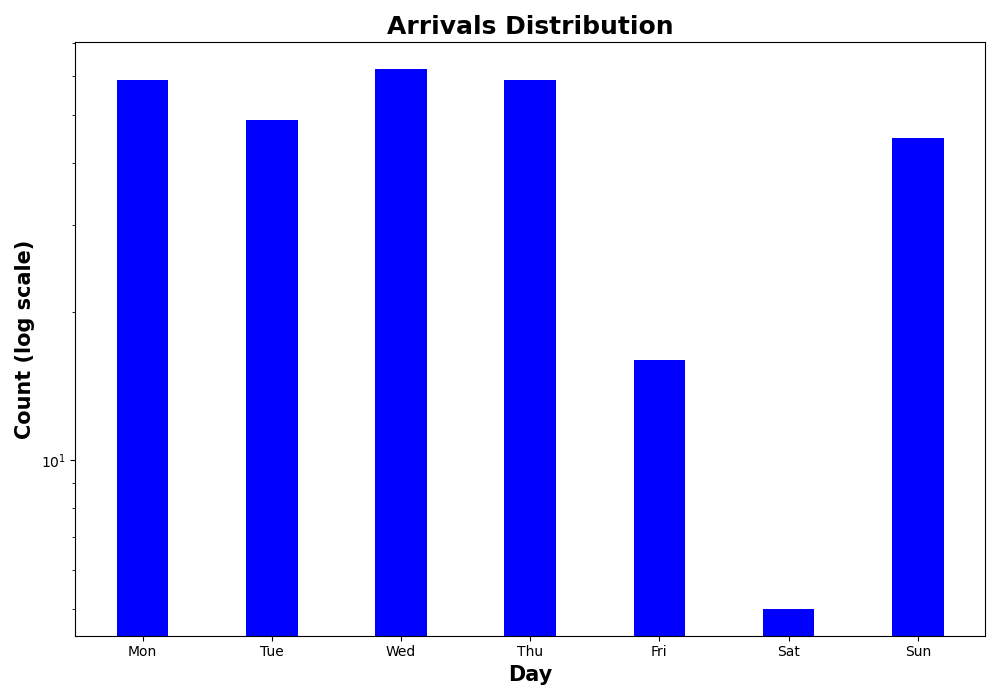 Arrivals Distribution
Count (log scale)
10¹
Mon Tue Wed Thu Fri Sat Sun
Day